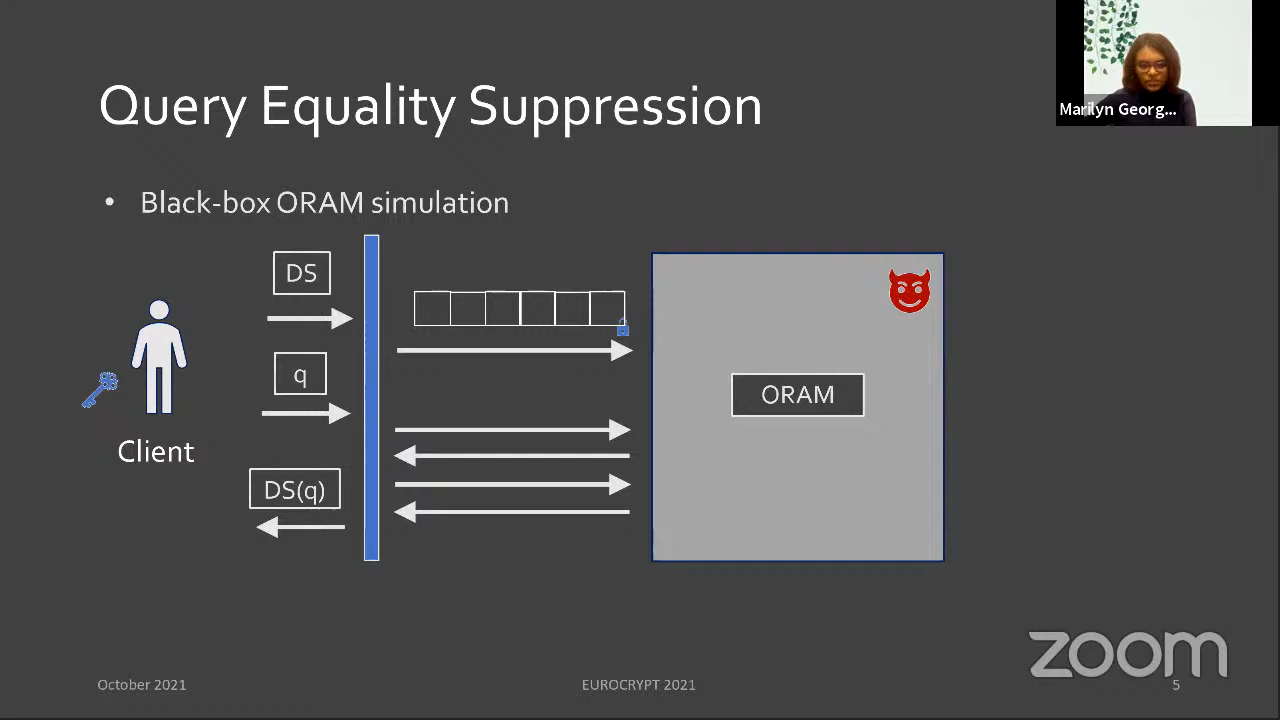 Query Equality Suppression
Marilyn Georg...
• Black-box ORAM simulation
DS
q
Client
DS(q)
ORAM
zoom
October 2021
EUROCRYPT 2021
5